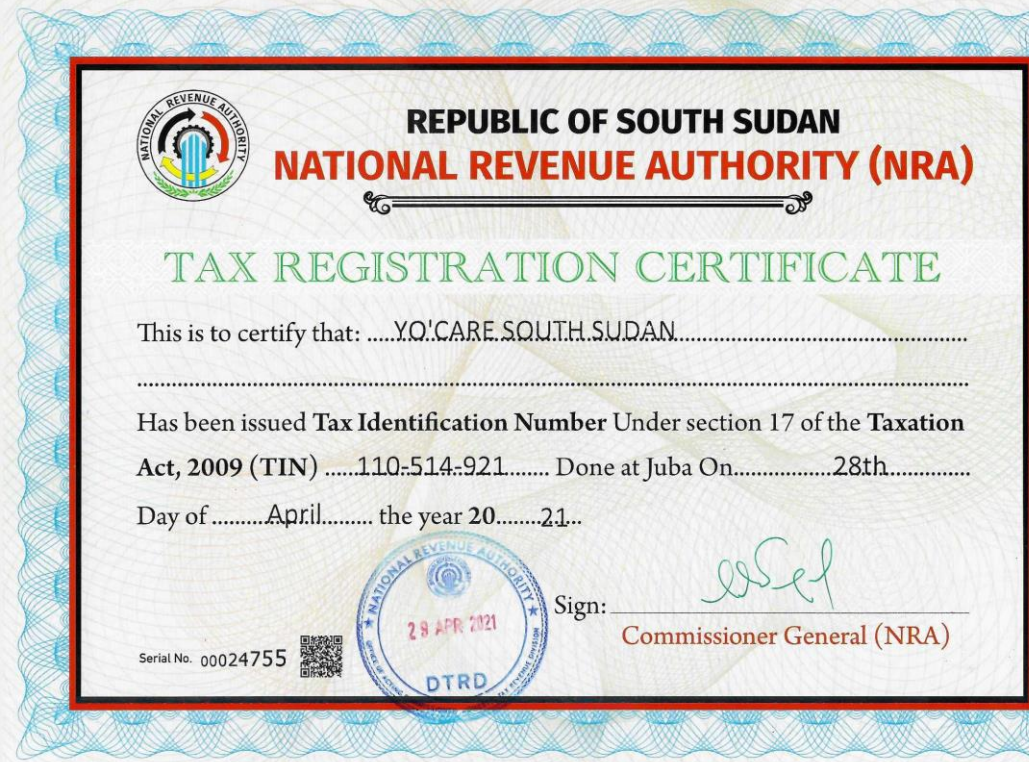 NATIONAL REVENUE AUTHORITY
REPUBLIC OF SOUTH SUDAN
NATIONAL REVENUE AUTHORITY (NRA)
TAX REGISTRATION CERTIFICATE
This is to certify that: .....YO'CARE SOUTH SUDAN..........
Has been issued Tax Identification Number Under section 17 of the Taxation
Act, 2009 (TIN) .....110-514-921....... Done at Juba On.................28th..............
Day of ............April.......... the year 20........21...
NATIONAL REVENUE AUTHORITY
DTRD
Sign:
Commissioner General (NRA)
Serial No. 00024755